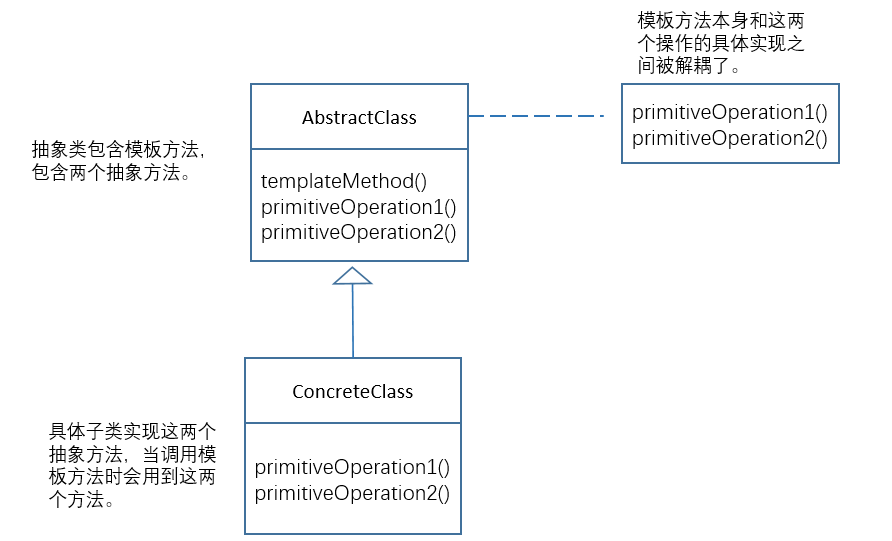 模板方法本身和这两
个操作的具体实现之
间被解耦了。
AbstractClass
primitiveOperation1()
primitiveOperation2()
抽象类包含模板方法，
包含两个抽象方法。
templateMethod()
primitiveOperation1()
primitiveOperation2()
ConcreteClass
具体子类实现这两个
抽象方法，当调用模
板方法时会用到这两
个方法。
primitiveOperation1()
primitiveOperation2()